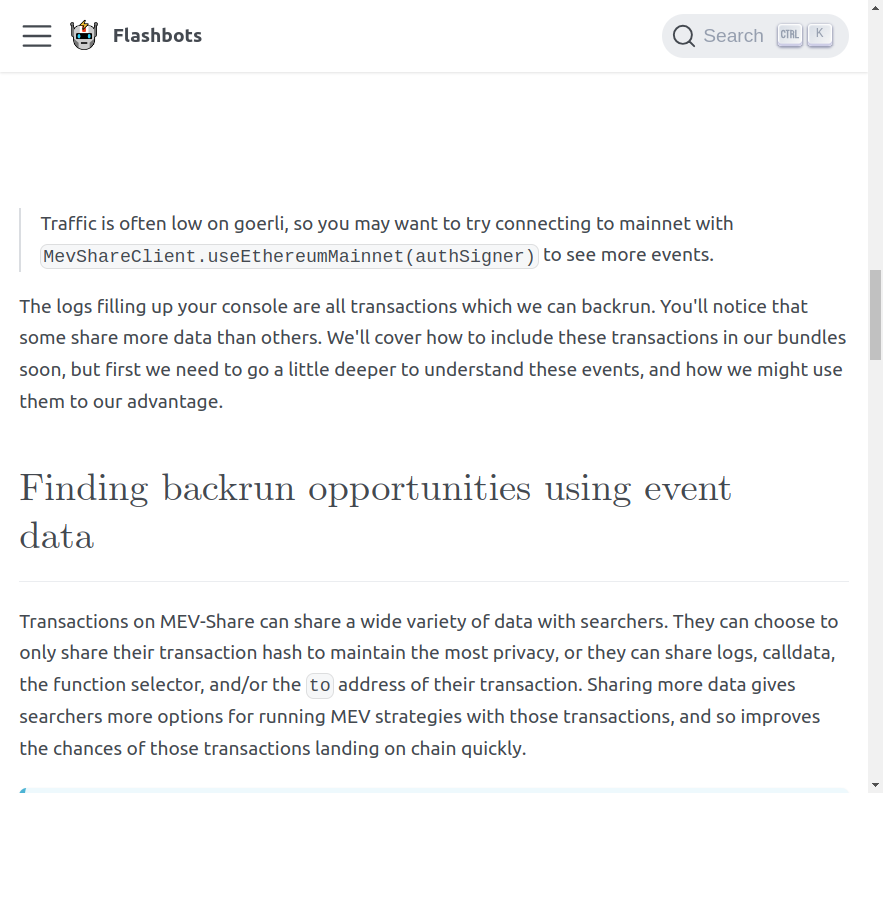 Flashbots
Search CTRL K
Traffic is often low on goerli, so you may want to try connecting to mainnet with
MevShareClient.useEthereumMainnet(authSigner) to see more events.
The logs filling up your console are all transactions which we can backrun. You'll notice that
some share more data than others. We'll cover how to include these transactions in our bundles
soon, but first we need to go a little deeper to understand these events, and how we might use
them to our advantage.
Finding backrun opportunities using event
data
Transactions on MEV-Share can share a wide variety of data with searchers. They can choose to
only share their transaction hash to maintain the most privacy, or they can share logs, calldata,
the function selector, and/or the to address of their transaction. Sharing more data gives
searchers more options for running MEV strategies with those transactions, and so improves
the chances of those transactions landing on chain quickly.